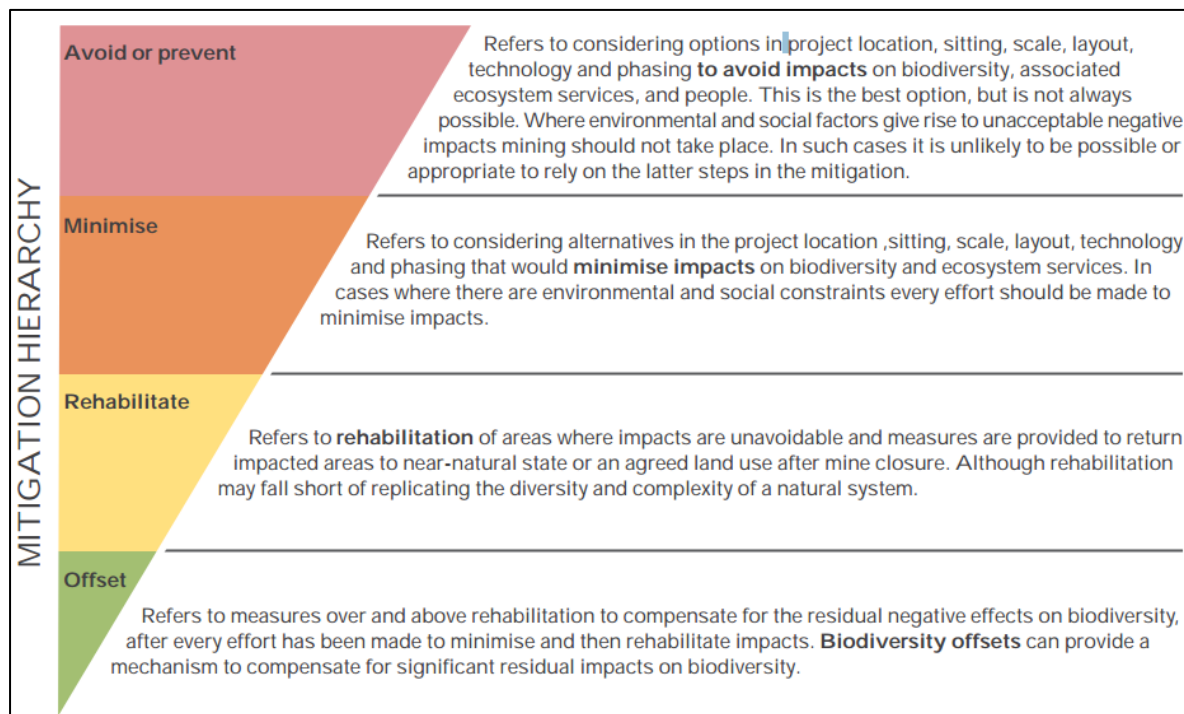 MITIGATION HIERARCHY
Avoid or prevent
Refers to considering options in project location, sitting, scale, layout,
technology and phasing to avoid impacts on biodiversity, associated
ecosystem services, and people. This is the best option, but is not always
possible. Where environmental and social factors give rise to unacceptable negative
impacts mining should not take place. In such cases it is unlikely to be possible or
appropriate to rely on the latter steps in the mitigation.
Minimise
Refers to considering alternatives in the project location ,sitting, scale, layout, technology
and phasing that would minimise impacts on biodiversity and ecosystem services. In
cases where there are environmental and social constraints every effort should be made to
minimise impacts.
Rehabilitate
Refers to rehabilitation of areas where impacts are unavoidable and measures are provided to return
impacted areas to near-natural state or an agreed land use after mine closure. Although rehabilitation
may fall short of replicating the diversity and complexity of a natural system.
Offset
Refers to measures over and above rehabilitation to compensate for the residual negative effects on biodiversity,
after every effort has been made to minimise and then rehabilitate impacts. Biodiversity offsets can provide a
mechanism to compensate for significant residual impacts on biodiversity.